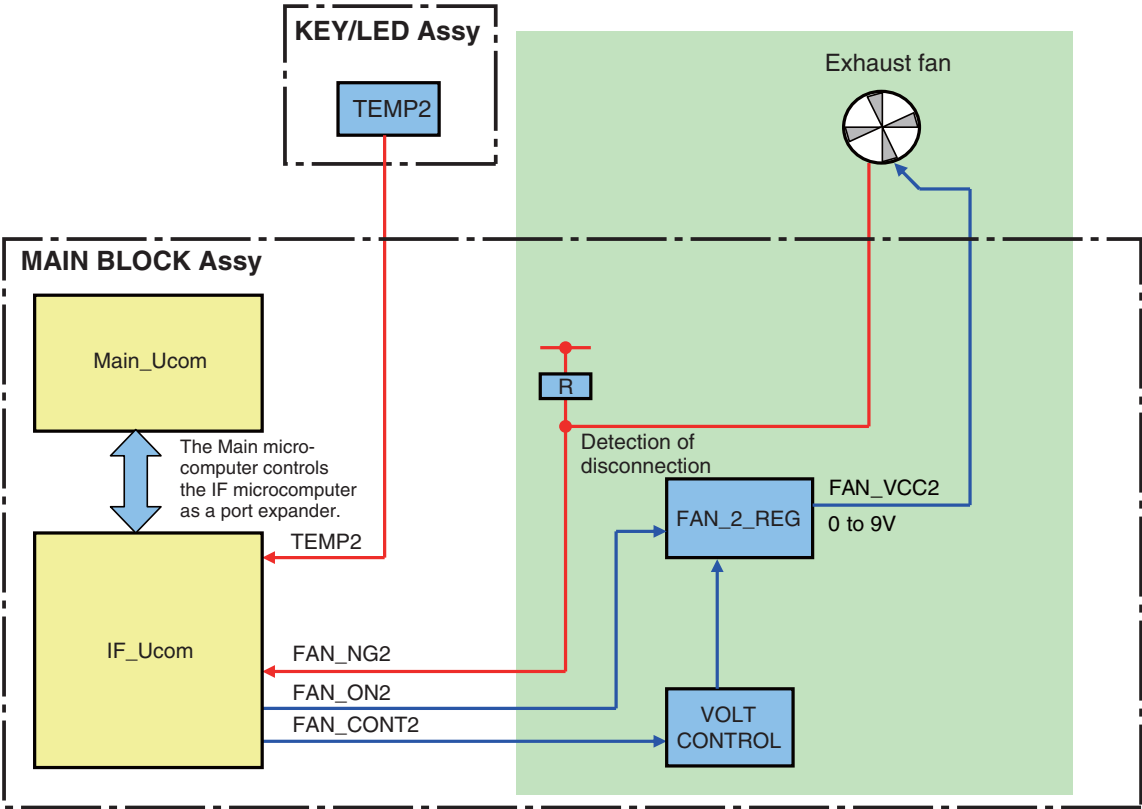 KEY/LED Assy
TEMP2
Exhaust fan
MAIN BLOCK Assy
Main_Ucom
The Main micro-
computer controls
the IF microcomputer
as a port expander.
R
Detection of
disconnection
FAN_2_REG
FAN_VCC2
0 to 9V
TEMP2
IF_Ucom
FAN_NG2
FAN_ON2
FAN_CONT2
VOLT
CONTROL